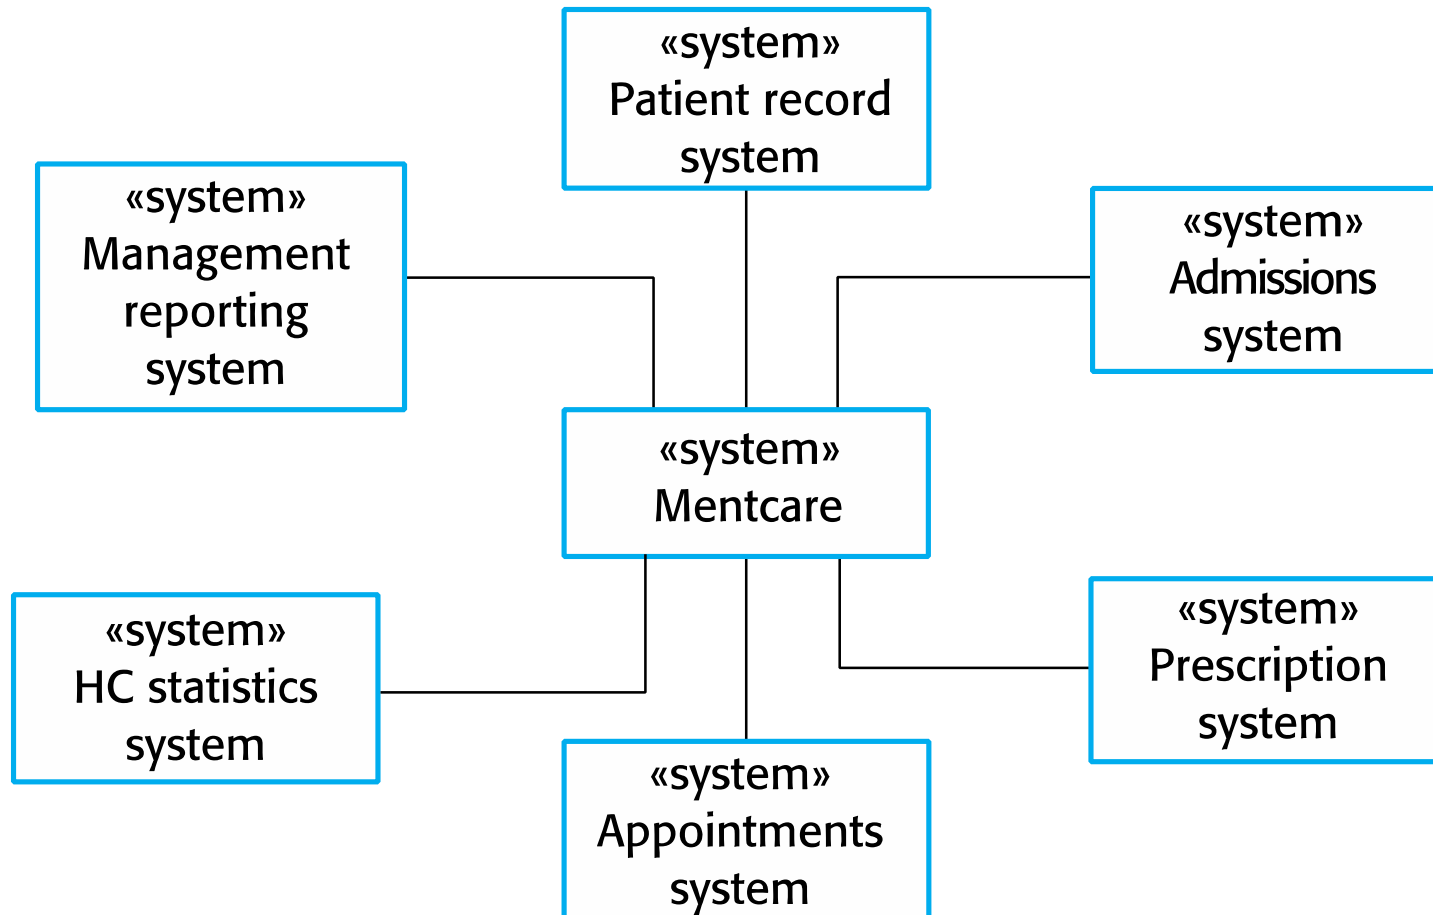 «system»
Patient record
system
«system»
Management
reporting
system
«system»
Admissions
system
«system»
Mentcare
«system»
HC statistics
system
«system»
Prescription
system
«system»
Appointments
system